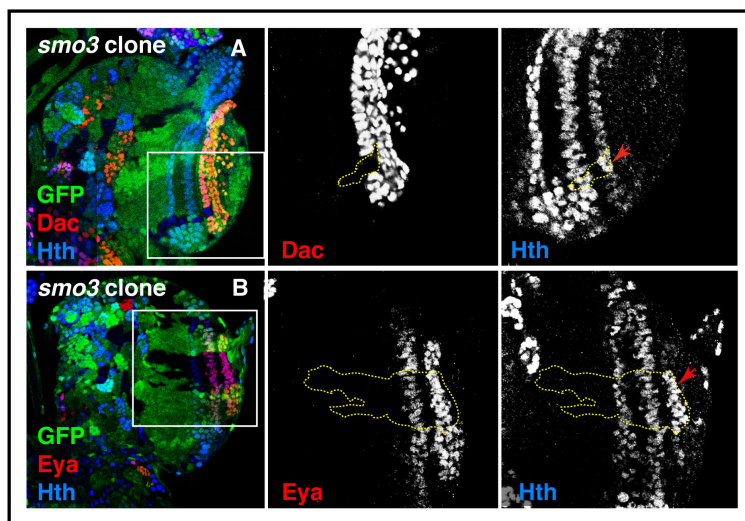 smo3 clone A
GFP
Dac
Hth
Dac
Hth
smo3 clone B
GFP
Eya
Hth
Eya
Hth